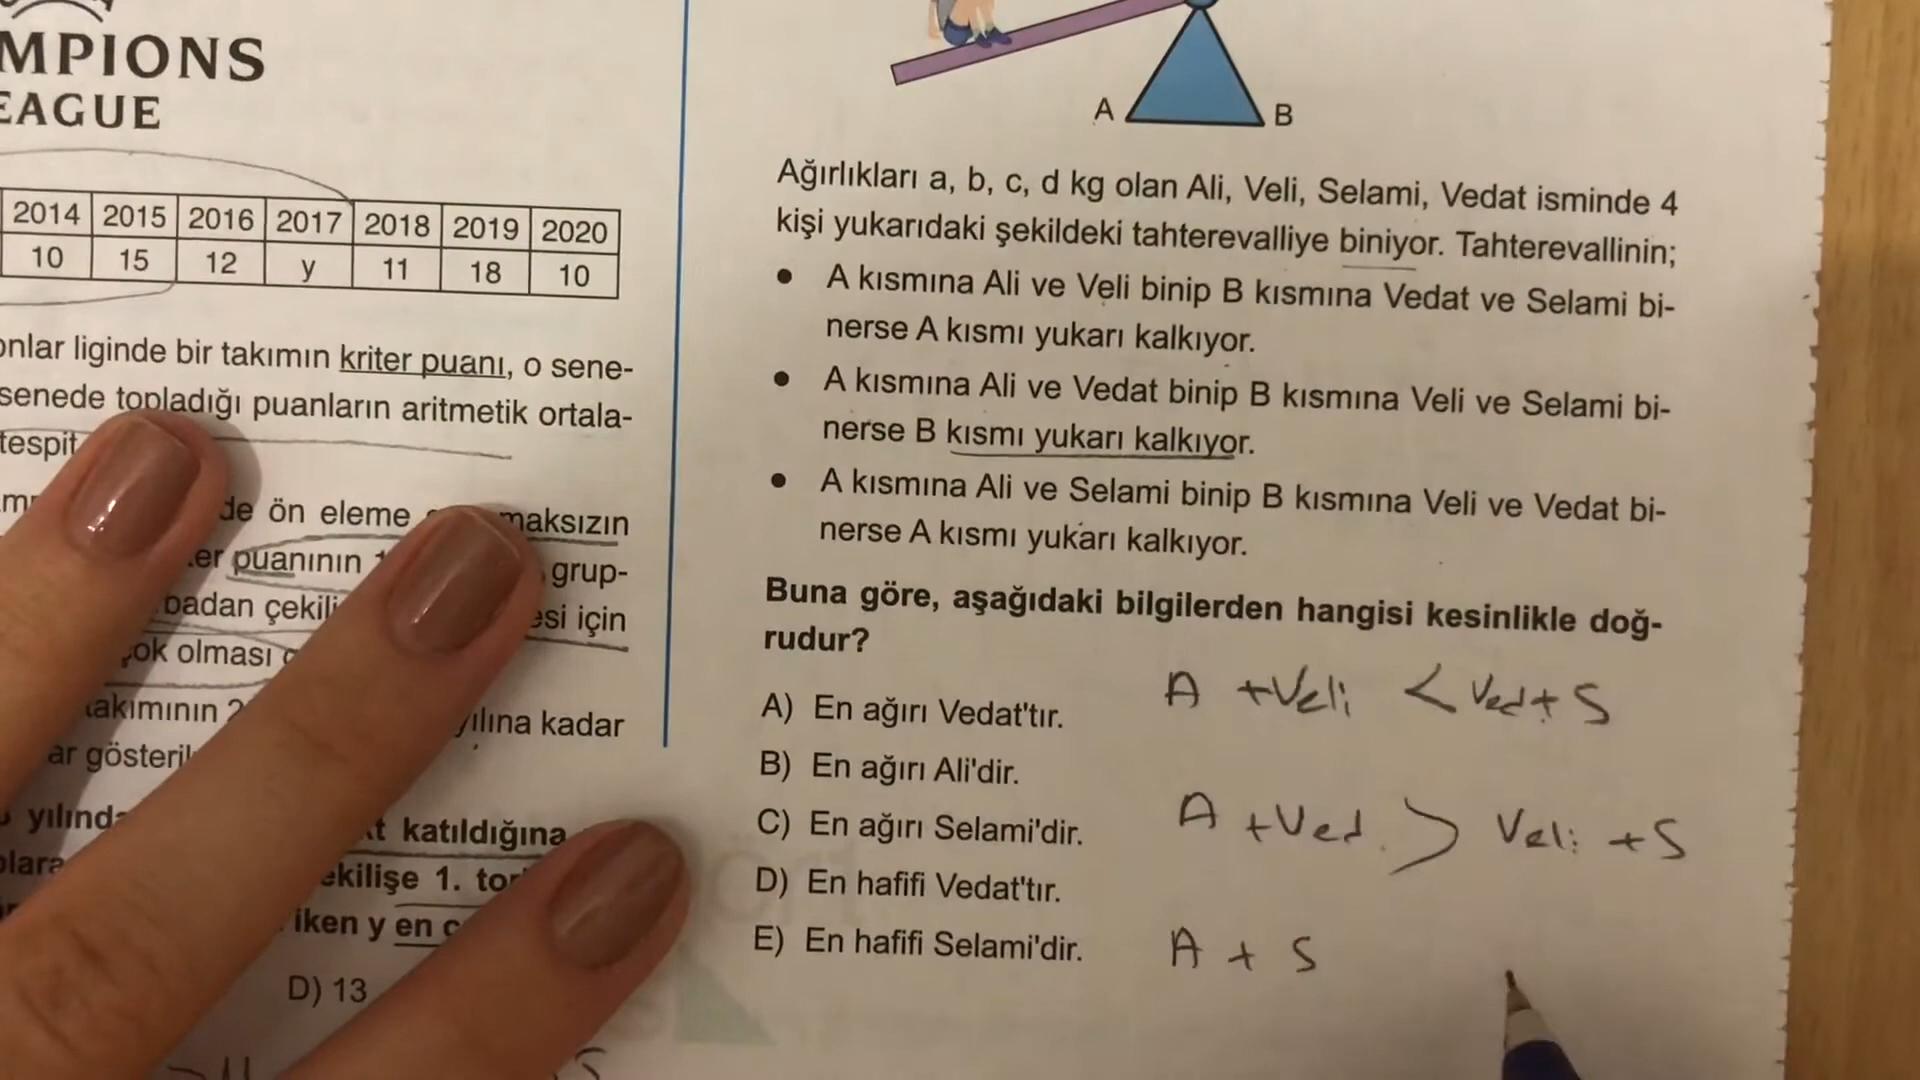 MPIONS
EAGUE
2014 2015 2016 2017 2018 2019 2020
10 15 12 y 11 18 10
onlar liginde bir takımın kriter puanı, o sene-
senede topladığı puanların aritmetik ortala-
tespit
de ön eleme maksızın
er puanının grup-
badan çekili esi için
çok olması
takımının 2 yılına kadar
ar gösteril
yılında t katıldığına
olara ekilişe 1. tor
iken y en ç
D) 13
A B
Ağırlıkları a, b, c, d kg olan Ali, Veli, Selami, Vedat isminde 4
kişi yukarıdaki şekildeki tahterevalliye biniyor. Tahterevallinin;
• A kısmına Ali ve Veli binip B kısmına Vedat ve Selami bi-
nerse A kısmı yukarı kalkıyor.
• A kısmına Ali ve Vedat binip B kısmına Veli ve Selami bi-
nerse B kısmı yukarı kalkıyor.
• A kısmına Ali ve Selami binip B kısmına Veli ve Vedat bi-
nerse A kısmı yukarı kalkıyor.
Buna göre, aşağıdaki bilgilerden hangisi kesinlikle doğ-
rudur?
A) En ağırı Vedat'tır.
B) En ağırı Ali'dir.
C) En ağırı Selami'dir.
D) En hafifi Vedat'tır.
E) En hafifi Selami'dir.
A +Veli < Ved+ S
A +Ved. > Veli +S
A + S